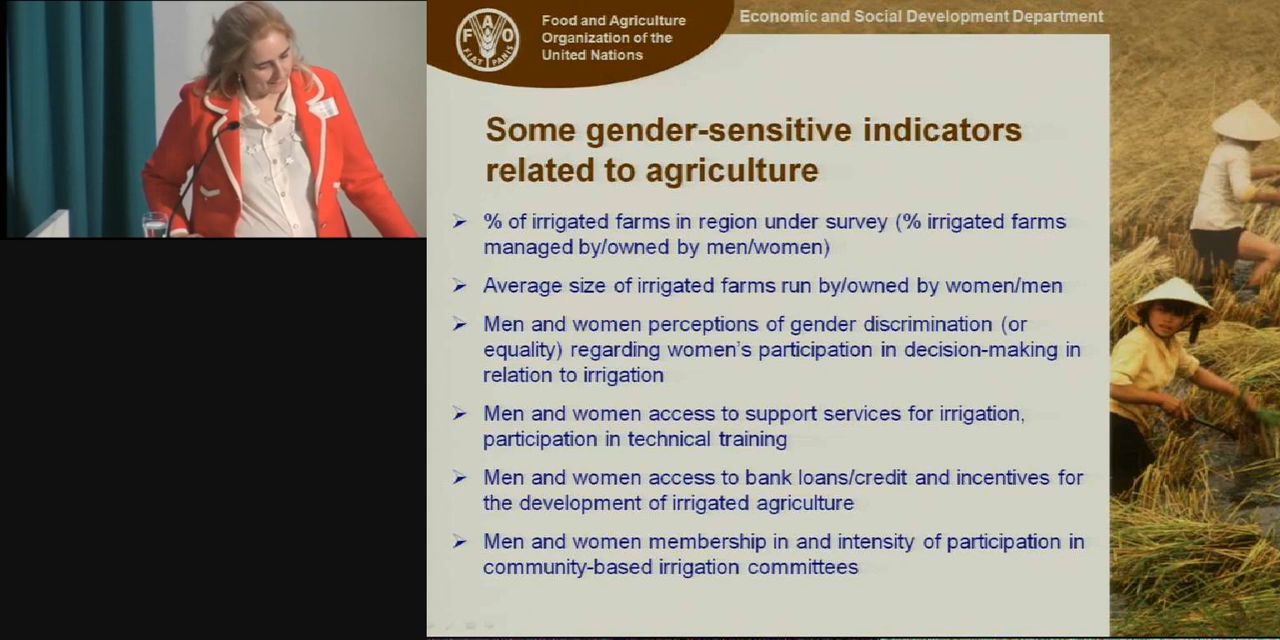 Food and Agriculture
Organization of the
United Nations
FAO
FIAT PANIS
Economic and Social Development Department
Some gender-sensitive indicators
related to agriculture
% of irrigated farms in region under survey (% irrigated farms
managed by/owned by men/women)
Average size of irrigated farms run by/owned by women/men
Men and women perceptions of gender discrimination (or
equality) regarding women's participation in decision-making in
relation to irrigation
Men and women access to support services for irrigation,
participation in technical training
Men and women access to bank loans/credit and incentives for
the development of irrigated agriculture
Men and women membership in and intensity of participation in
community-based irrigation committees